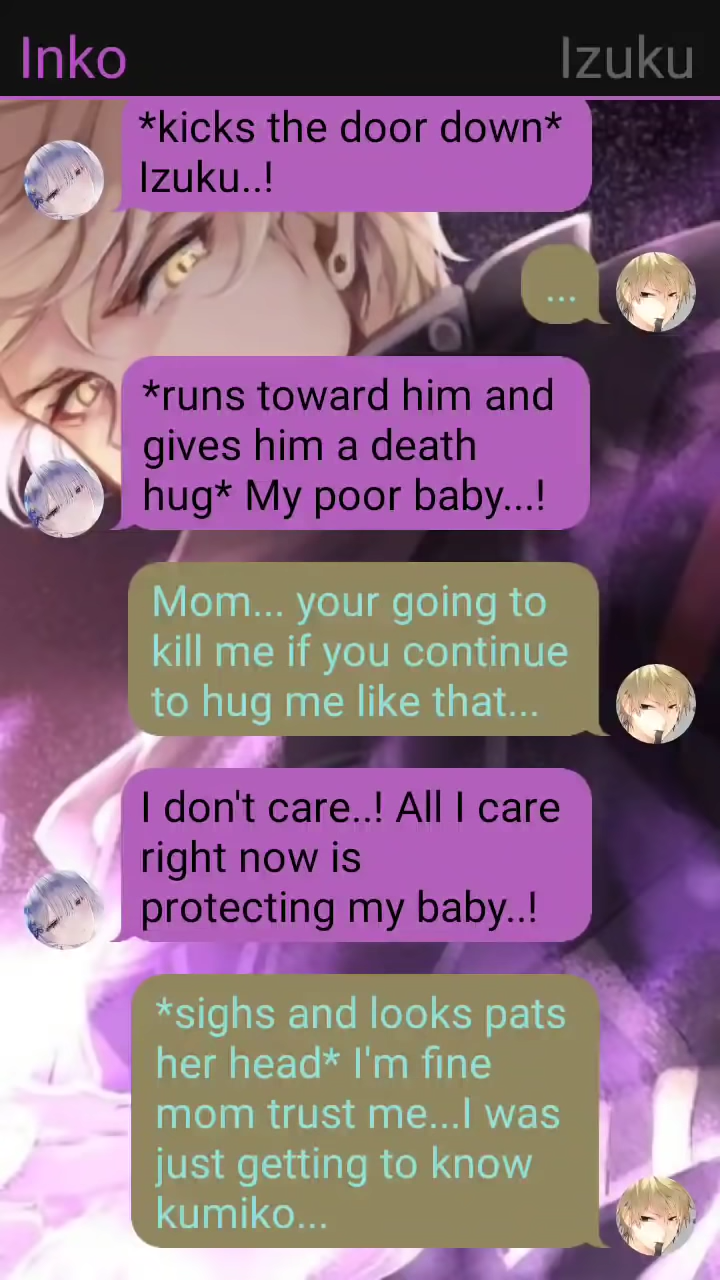 Inko
Izuku
*kicks the door down*
Izuku..!
...
*runs toward him and
gives him a death
hug* My poor baby...!
Mom... your going to
kill me if you continue
to hug me like that...
I don't care..! All I care
right now is
protecting my baby..!
*sighs and looks pats
her head* I'm fine
mom trust me...I was
just getting to know
kumiko...